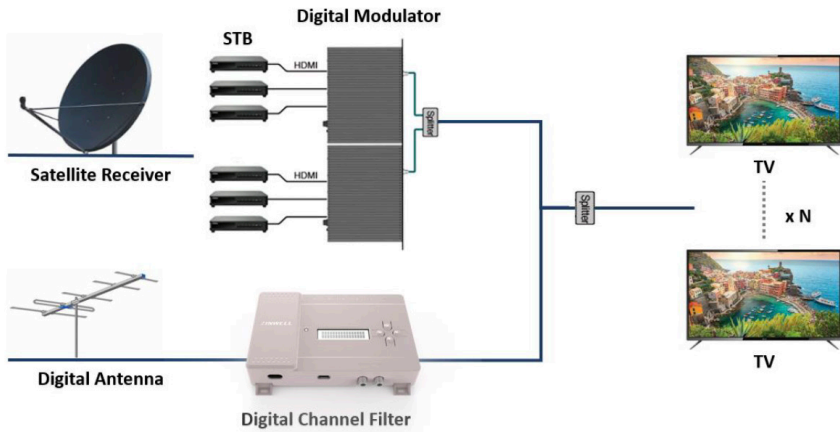 Digital Modulator
STB
HDMI
Splitter
Satellite Receiver
HDMI
TV
Splitter
x N
Digital Antenna
TV
Digital Channel Filter